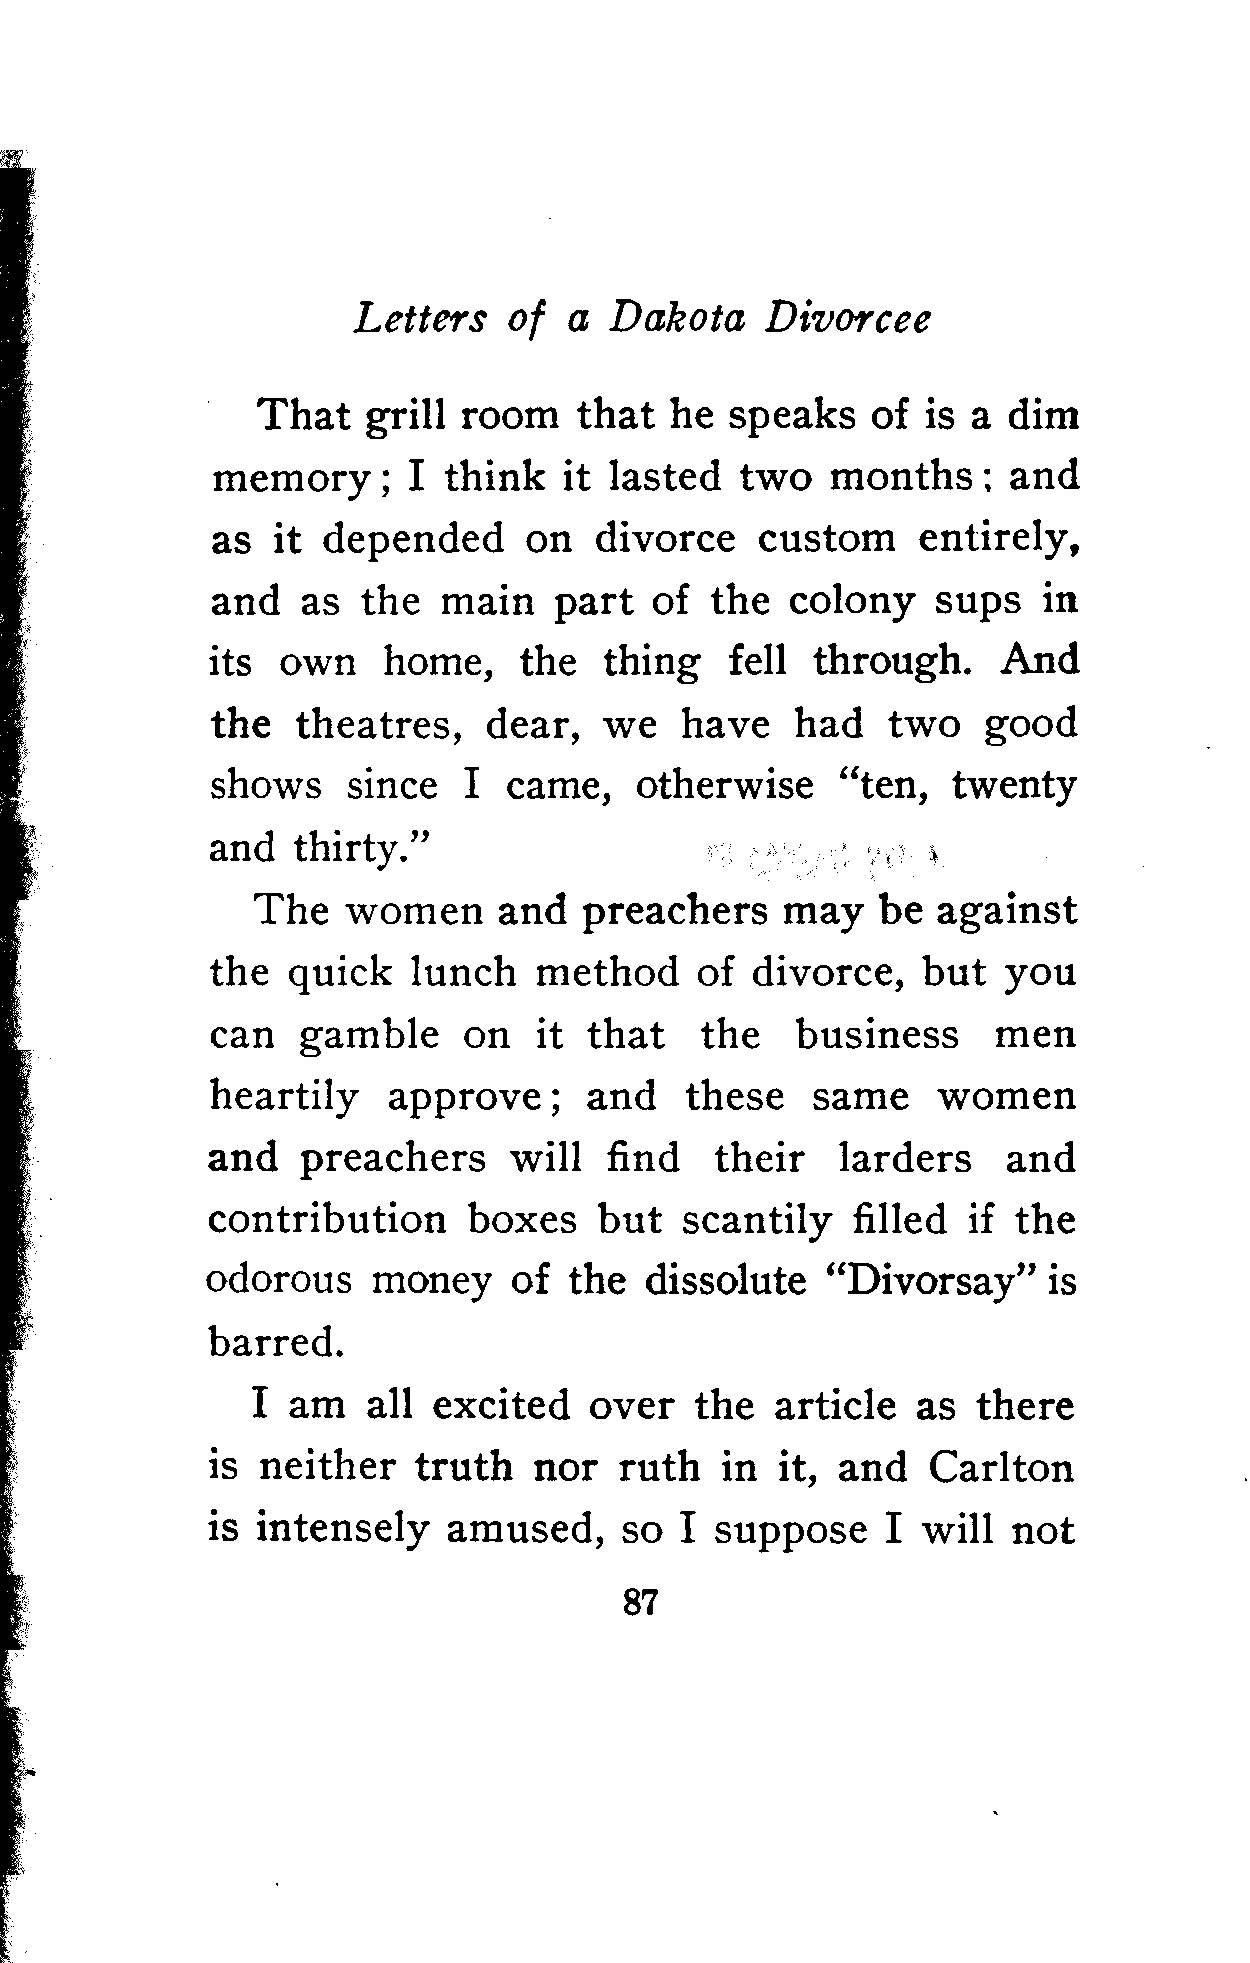 Letters of a Dakota Divorcee
That grill room that he speaks of is a dim
memory; I think it lasted two months; and
as it depended on divorce custom entirely,
and as the main part of the colony sups in
its own home, the thing fell through. And
the theatres, dear, we have had two good
shows since I came, otherwise “ten, twenty
and thirty.”
The women and preachers may be against
the quick lunch method of divorce, but you
can gamble on it that the business men
heartily approve; and these same women
and preachers will find their larders and
contribution boxes but scantily filled if the
odorous money of the dissolute “Divorsay” is
barred.
I am all excited over the article as there
is neither truth nor ruth in it, and Carlton
is intensely amused, so I suppose I will not
87